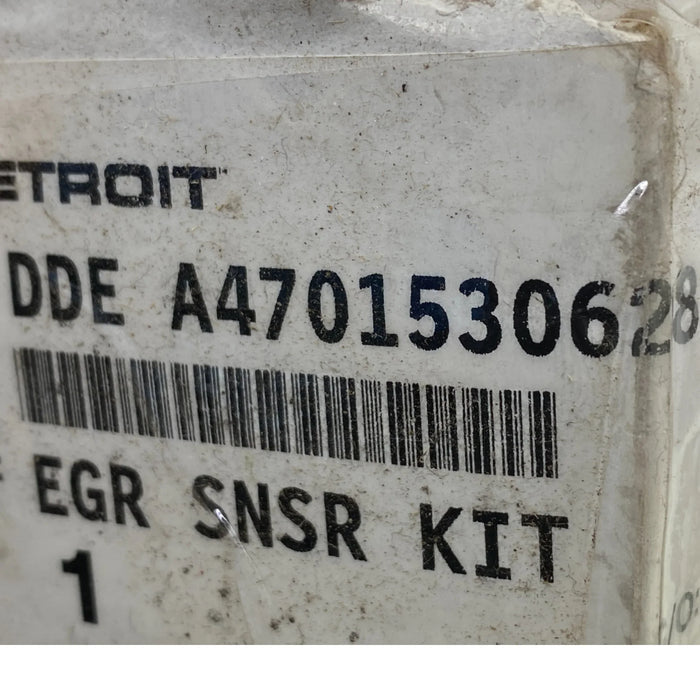 ETROIT
DDE A4701530628
EGR SNSR KIT
1